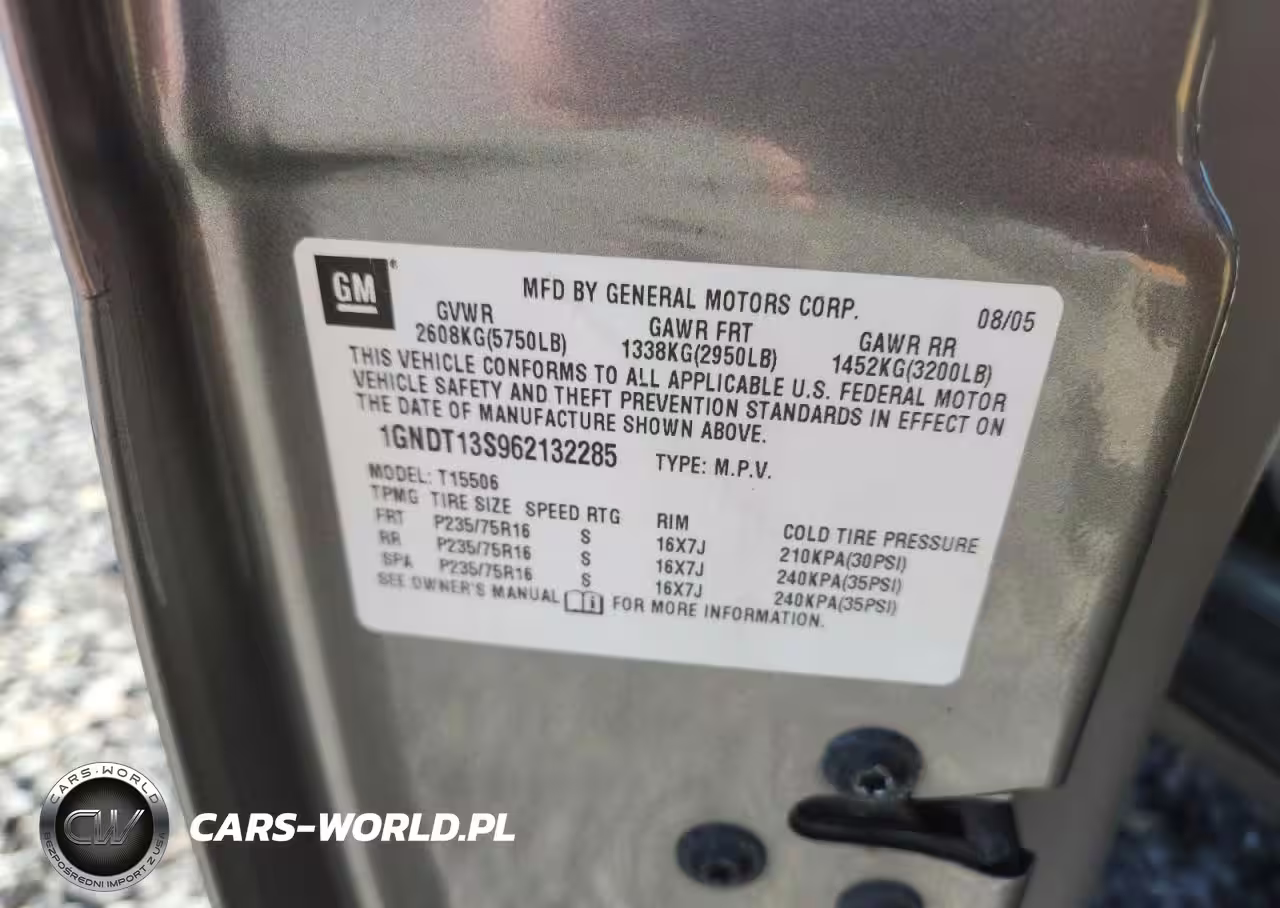 GM®
MFD BY GENERAL MOTORS CORP.
08/05
GVWR GAWR FRT GAWR RR
2608KG(5750LB) 1338KG(2950LB) 1452KG(3200LB)
THIS VEHICLE CONFORMS TO ALL APPLICABLE U.S. FEDERAL MOTOR
VEHICLE SAFETY AND THEFT PREVENTION STANDARDS IN EFFECT ON
THE DATE OF MANUFACTURE SHOWN ABOVE.
1GNDT13S962132285 TYPE: M.P.V.
MODEL: T15506
TPMG TIRE SIZE SPEED RTG RIM COLD TIRE PRESSURE
FRT P235/75R16 S 16X7J 210KPA(30PSI)
RR P235/75R16 S 16X7J 240KPA(35PSI)
SPA P235/75R16 S 16X7J 240KPA(35PSI)
SEE OWNER'S MANUAL i FOR MORE INFORMATION.
CARS-WORLD
CW
BEZPOŚREDNI IMPORT Z USA
CARS-WORLD.PL